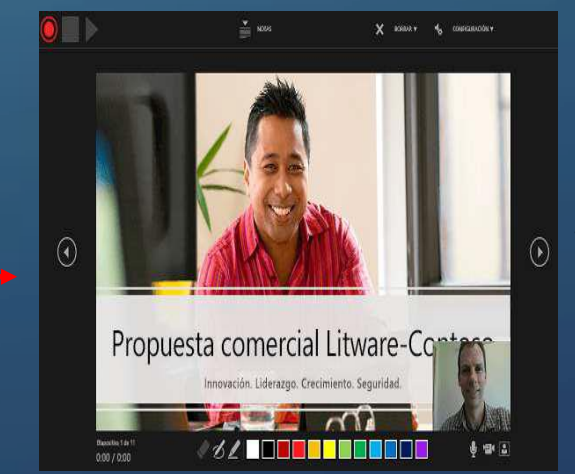 NOTAS
BORRAR
CONFIGURACIÓN
Propuesta comercial Litware-Contoso
Innovación. Liderazgo. Crecimiento. Seguridad.
Diapositiva 1 de 11
0:00 / 0:00